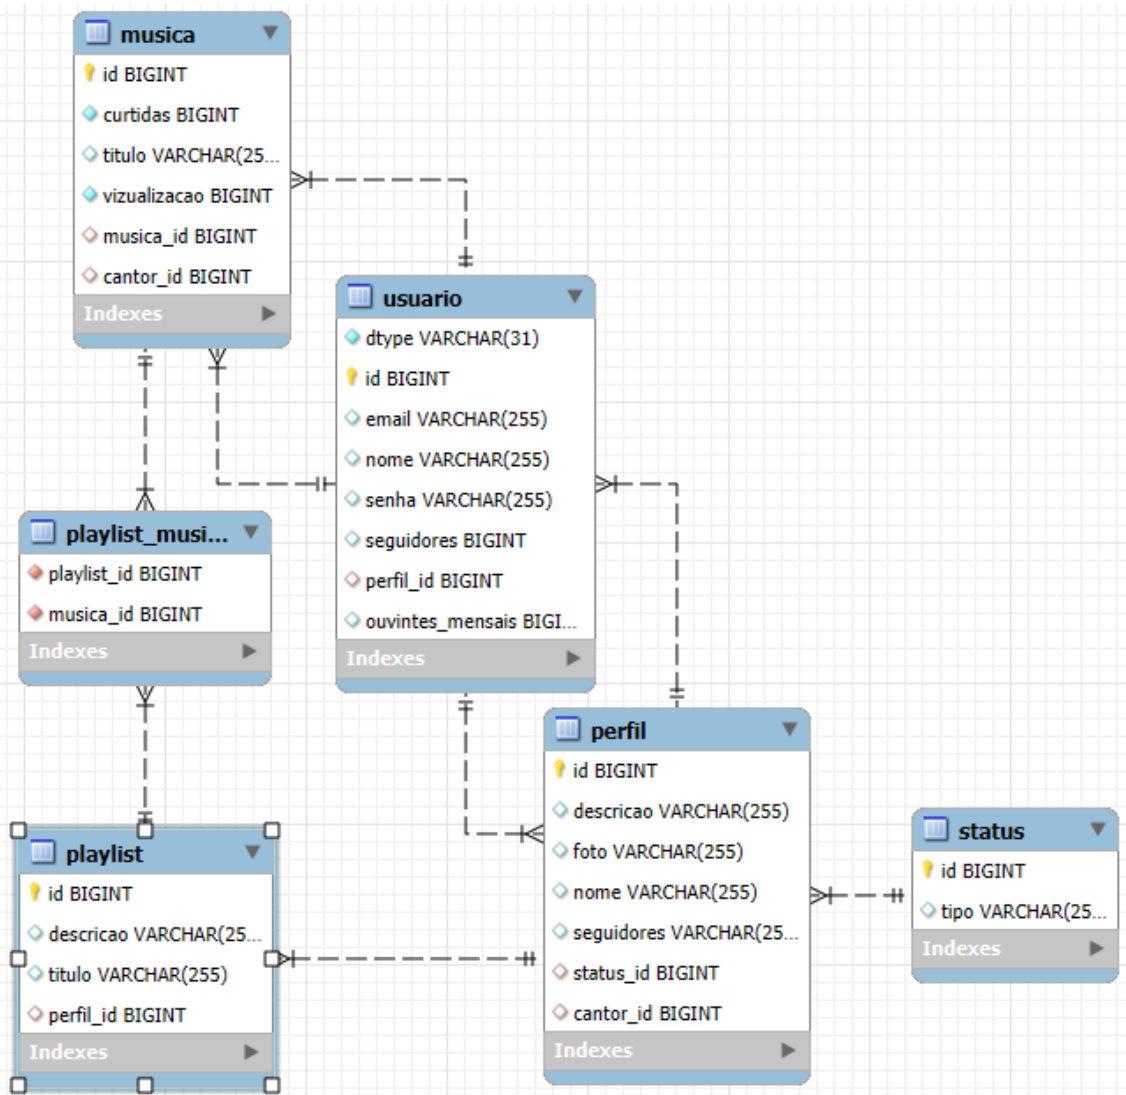 musica
id BIGINT
curtidas BIGINT
titulo VARCHAR(25...
vizualizacao BIGINT
musica_id BIGINT
cantor_id BIGINT
Indexes
usuario
dtype VARCHAR(31)
id BIGINT
email VARCHAR(255)
nome VARCHAR(255)
senha VARCHAR(255)
seguidores BIGINT
perfil_id BIGINT
ouvintes_mensais BIGI...
Indexes
playlist_musi...
playlist_id BIGINT
musica_id BIGINT
Indexes
perfil
id BIGINT
descricao VARCHAR(255)
foto VARCHAR(255)
nome VARCHAR(255)
seguidores VARCHAR(25...
status_id BIGINT
cantor_id BIGINT
Indexes
status
id BIGINT
tipo VARCHAR(25...
Indexes
playlist
id BIGINT
descricao VARCHAR(25...
titulo VARCHAR(255)
perfil_id BIGINT
Indexes